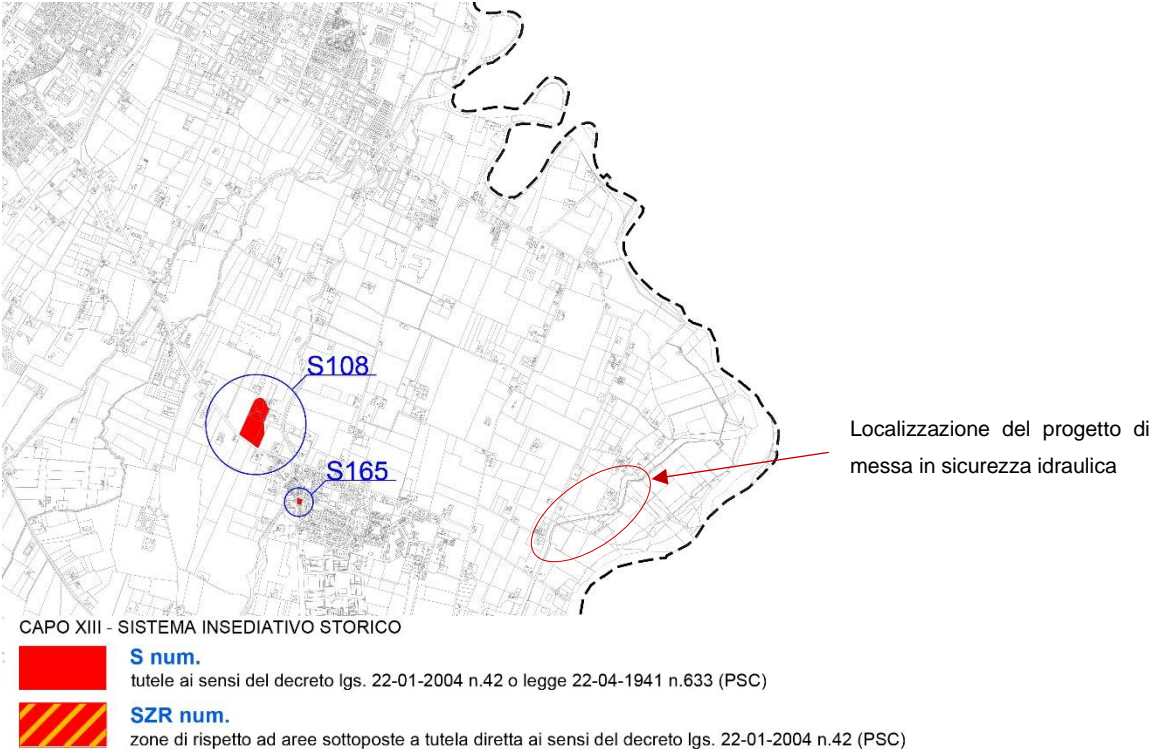 S108
S165
Localizzazione del progetto di
messa in sicurezza idraulica
CAPO XIII - SISTEMA INSEDIATIVO STORICO
S num.
tutele ai sensi del decreto lgs. 22-01-2004 n.42 o legge 22-04-1941 n.633 (PSC)
SZR num.
zone di rispetto ad aree sottoposte a tutela diretta ai sensi del decreto lgs. 22-01-2004 n.42 (PSC)